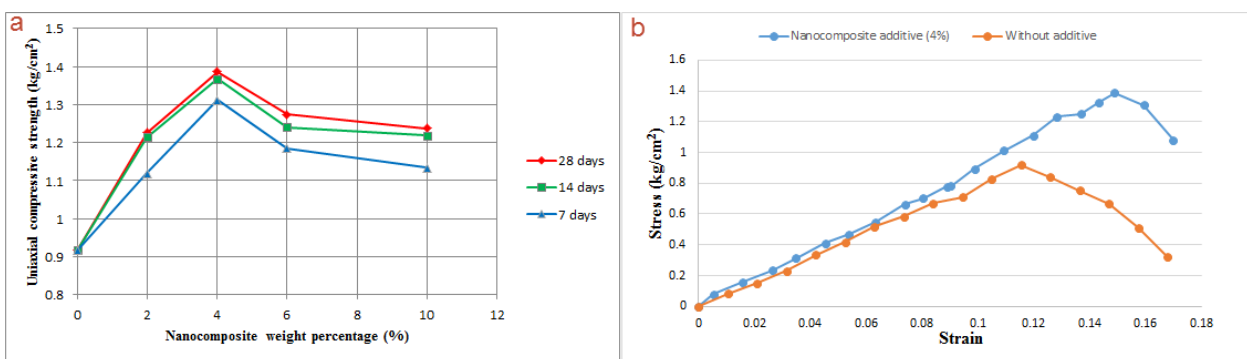 a
Uniaxial compressive strength (kg/cm²)
1.5
1.4
1.3
1.2
1.1
1
0.9
0.8
0 2 4 6 8 10 12
Nanocomposite weight percentage (%)
28 days
14 days
7 days
b
Nanocomposite additive (4%) Without additive
Stress (kg/cm²)
1.6
1.4
1.2
1
0.8
0.6
0.4
0.2
0
0 0.02 0.04 0.06 0.08 0.1 0.12 0.14 0.16 0.18
Strain